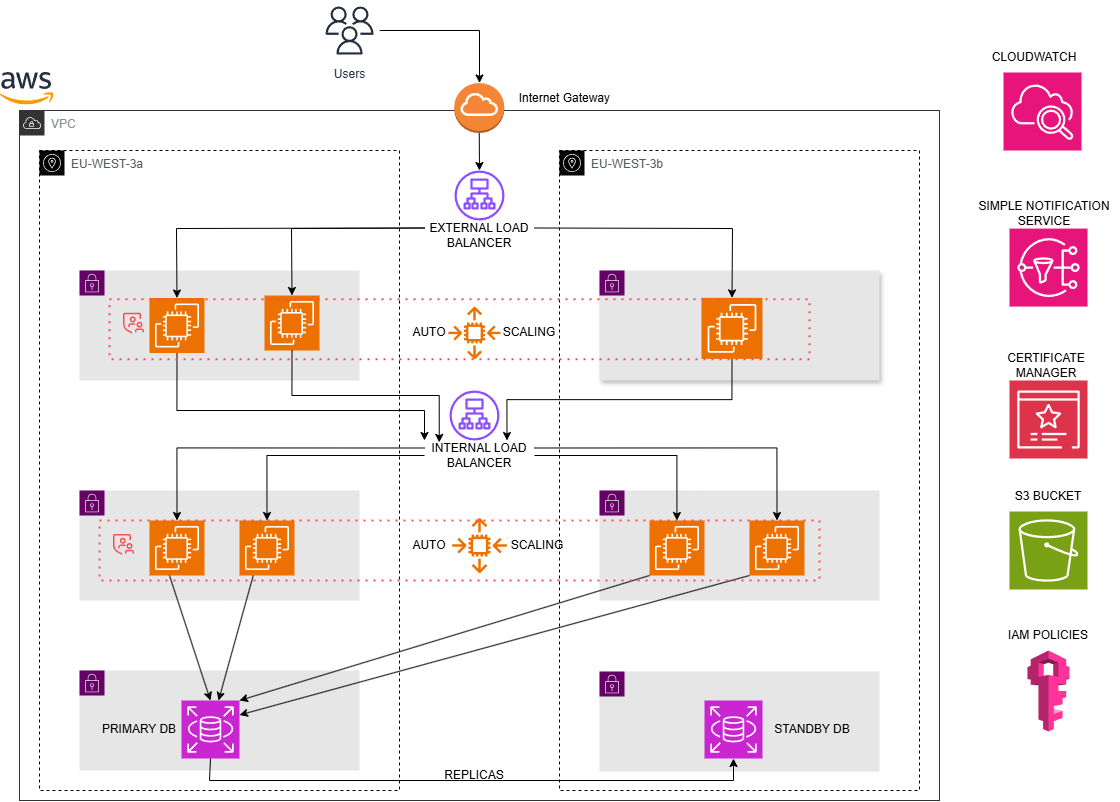 Users
aws
Internet Gateway
VPC
EU-WEST-3a
EU-WEST-3b
EXTERNAL LOAD
BALANCER
AUTO
SCALING
INTERNAL LOAD
BALANCER
AUTO
SCALING
PRIMARY DB
STANDBY DB
REPLICAS
CLOUDWATCH
SIMPLE NOTIFICATION
SERVICE
CERTIFICATE
MANAGER
S3 BUCKET
IAM POLICIES